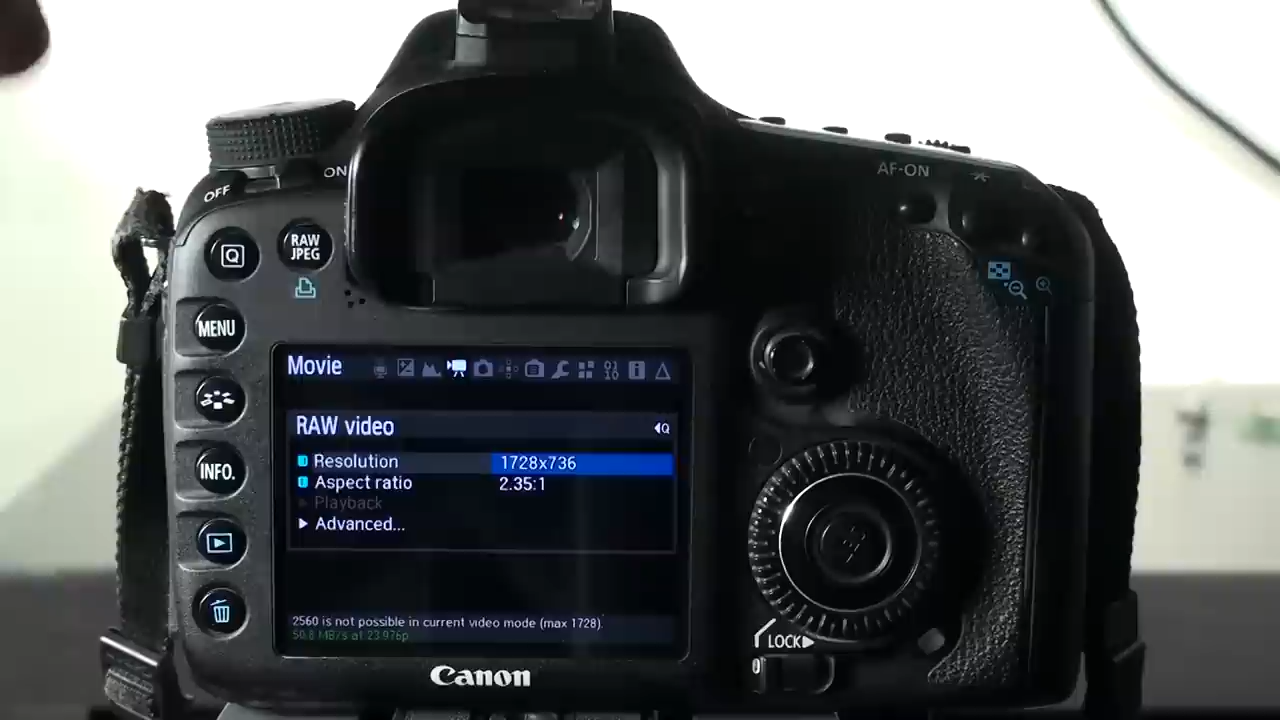 ON
OFF
AF-ON
Q
RAW
JPEG
MENU
INFO.
Movie
RAW video
Q
Resolution 1728x736
Aspect ratio 2.35:1
Playback
Advanced...
2560 is not possible in current video mode (max 1728).
50.8 MB/s at 23.976p
LOCK
Canon